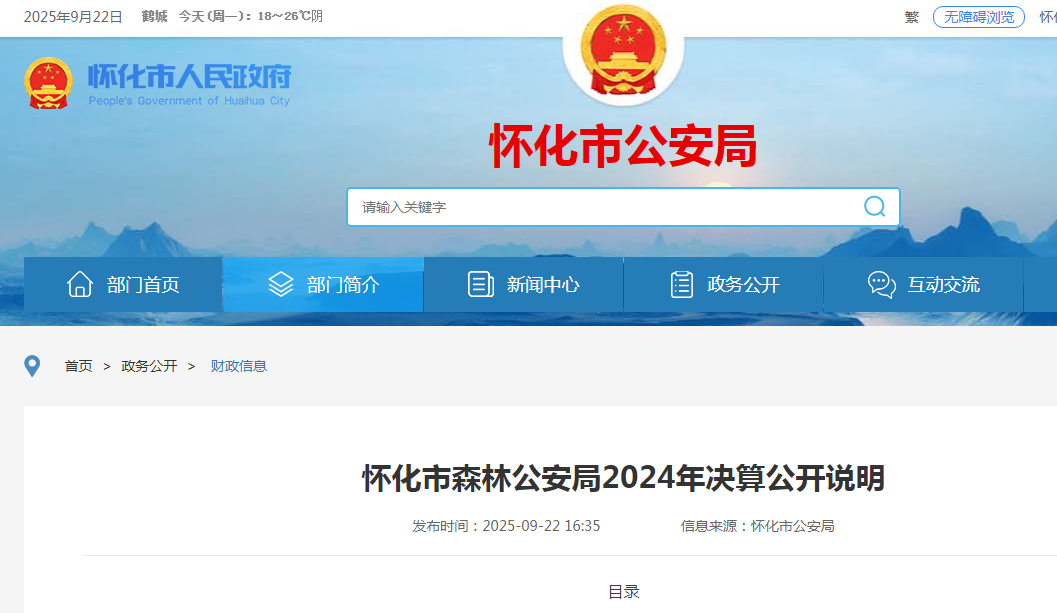 2025年9月22日 鹤城 今天(周一)：18～26℃阴
繁 无障碍浏览
怀化市人民政府
People's Government of Huaihua City
怀化市公安局
请输入关键字
部门首页 部门简介 新闻中心 政务公开 互动交流
首页 > 政务公开 > 财政信息
怀化市森林公安局2024年决算公开说明
发布时间：2025-09-22 16:35 信息来源：怀化市公安局
目录